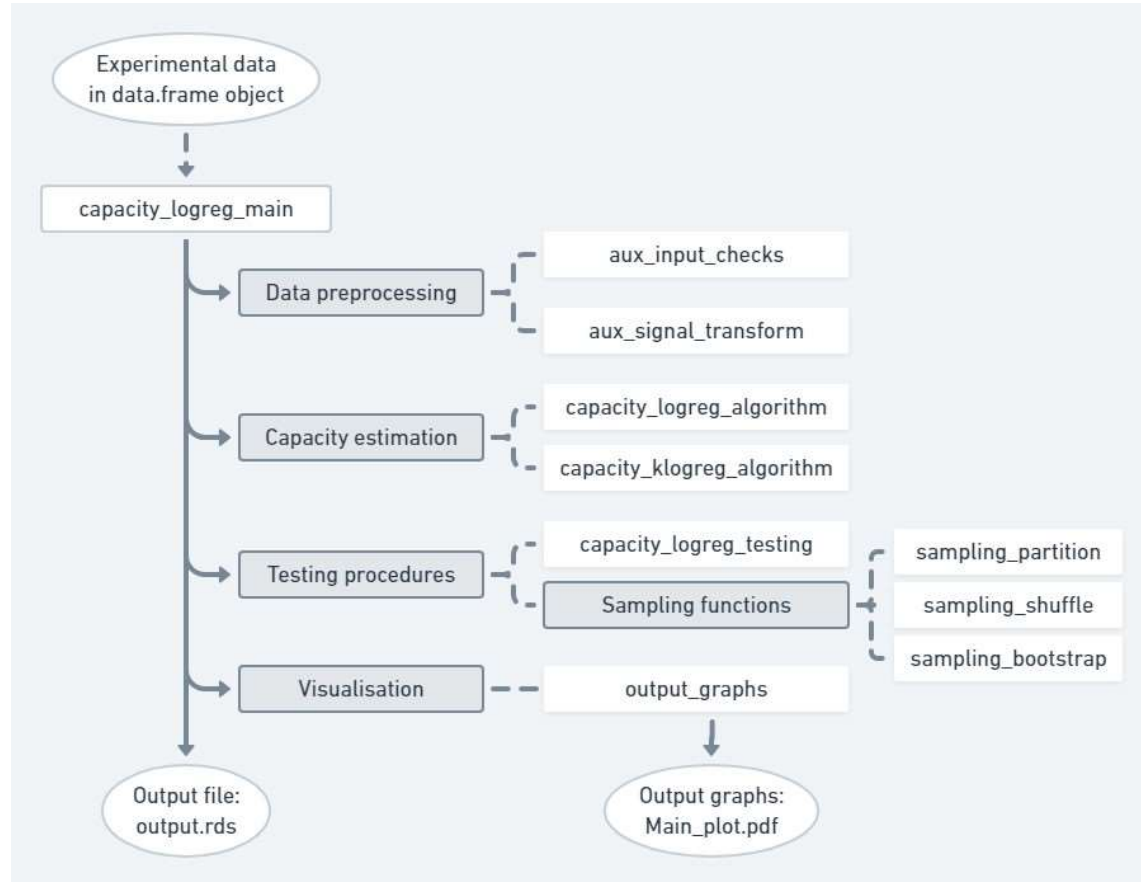 Experimental data
in data.frame object
capacity_logreg_main
Data preprocessing
aux_input_checks
aux_signal_transform
Capacity estimation
capacity_logreg_algorithm
capacity_klogreg_algorithm
Testing procedures
capacity_logreg_testing
Sampling functions
sampling_partition
sampling_shuffle
sampling_bootstrap
Visualisation
output_graphs
Output file:
output.rds
Output graphs:
Main_plot.pdf